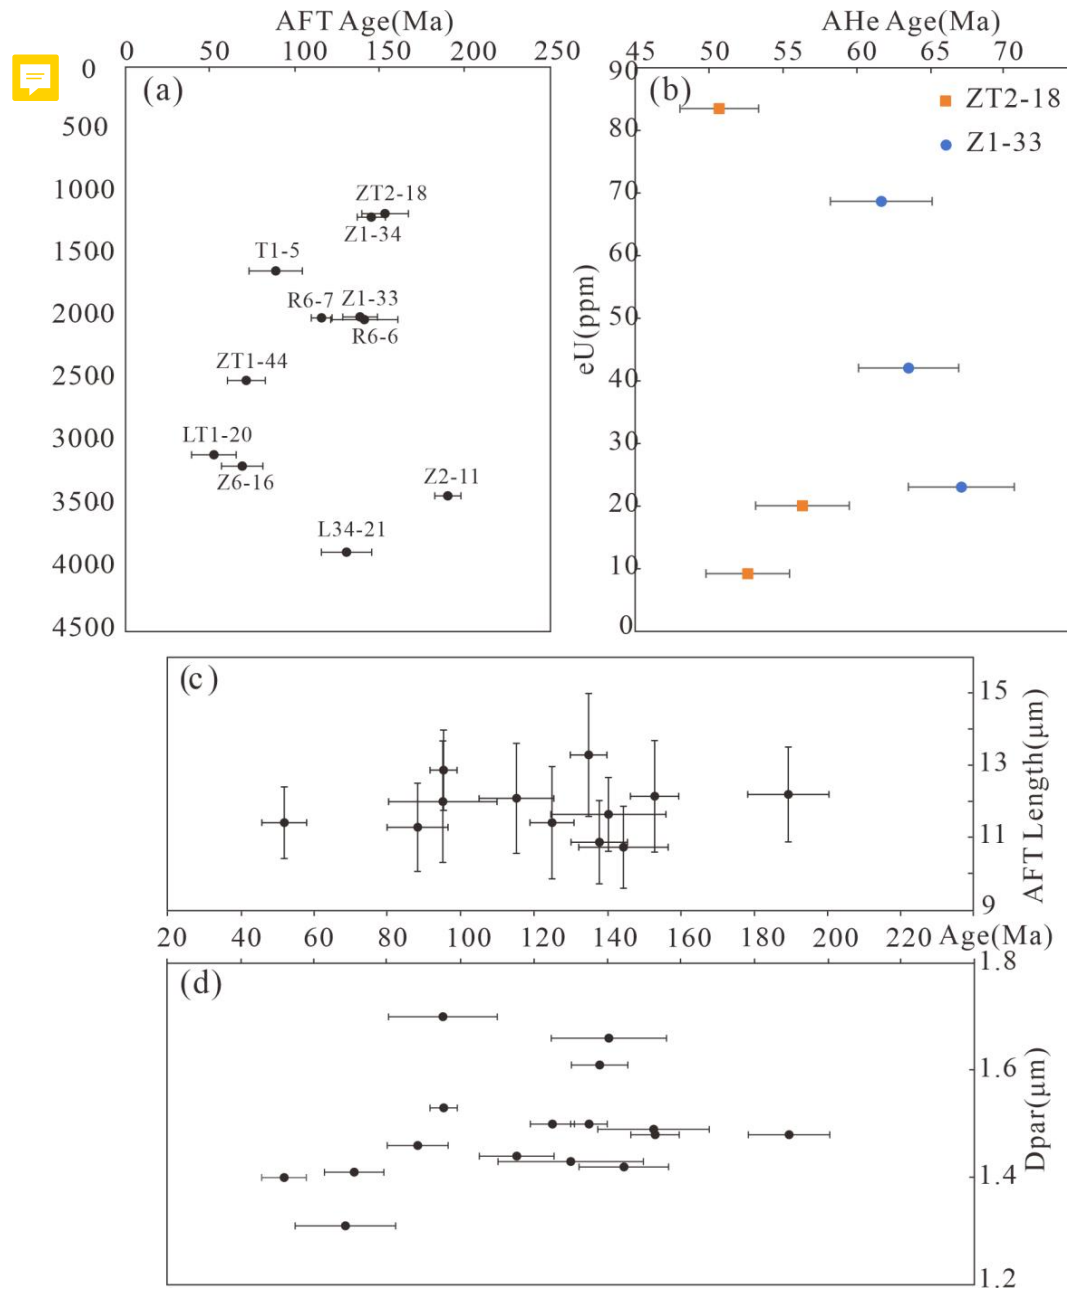 AFT Age(Ma)
0 50 100 150 200 250
0
500
1000
1500
2000
2500
3000
3500
4000
4500
(a)
ZT2-18
Z1-34
T1-5
R6-7
Z1-33
R6-6
ZT1-44
LT1-20
Z6-16
Z2-11
L34-21
AHe Age(Ma)
45 50 55 60 65 70
90
80
70
60
50
40
30
20
10
0
eU(ppm)
(b)
ZT2-18
Z1-33
(c)
15
13
11
9
AFT Length(μm)
20 40 60 80 100 120 140 160 180 200 220 Age(Ma)
(d)
1.8
1.6
1.4
1.2
Dpar(μm)